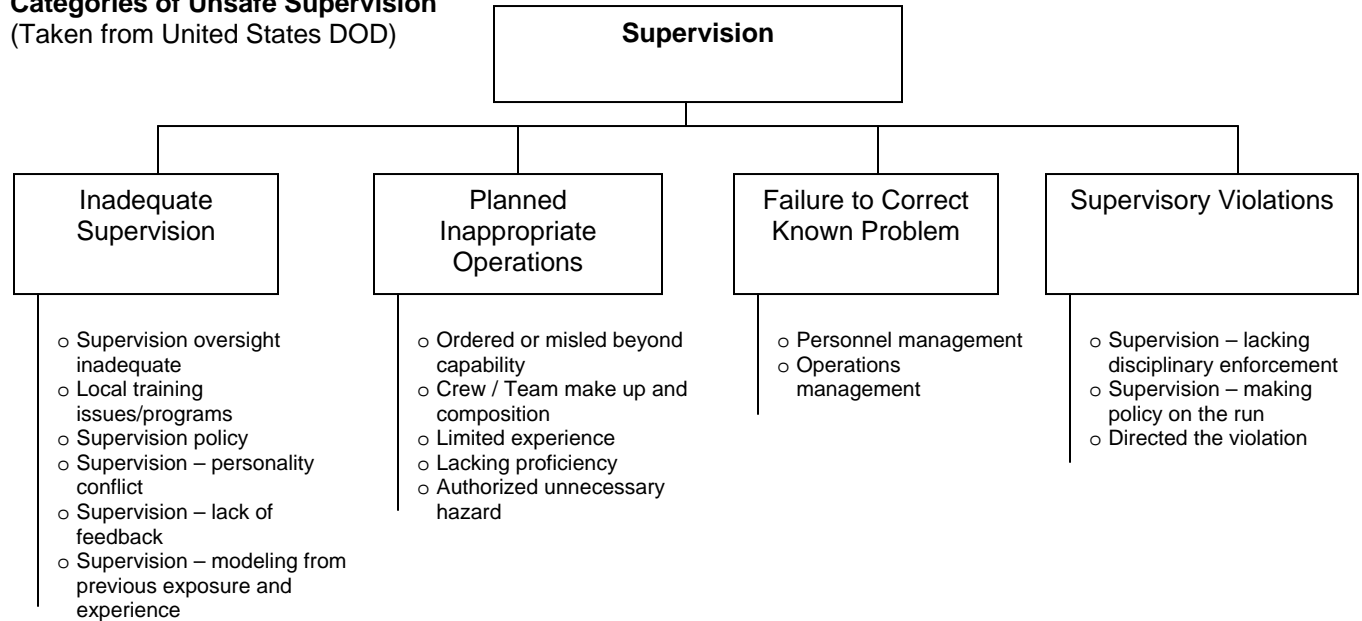 Categories of Unsafe Supervision
(Taken from United States DOD)
Supervision
Inadequate
Supervision
o Supervision oversight
inadequate
o Local training
issues/programs
o Supervision policy
o Supervision – personality
conflict
o Supervision – lack of
feedback
o Supervision – modeling from
previous exposure and
experience
Planned
Inappropriate
Operations
o Ordered or misled beyond
capability
o Crew / Team make up and
composition
o Limited experience
o Lacking proficiency
o Authorized unnecessary
hazard
Failure to Correct
Known Problem
o Personnel management
o Operations
management
Supervisory Violations
o Supervision – lacking
disciplinary enforcement
o Supervision – making
policy on the run
o Directed the violation